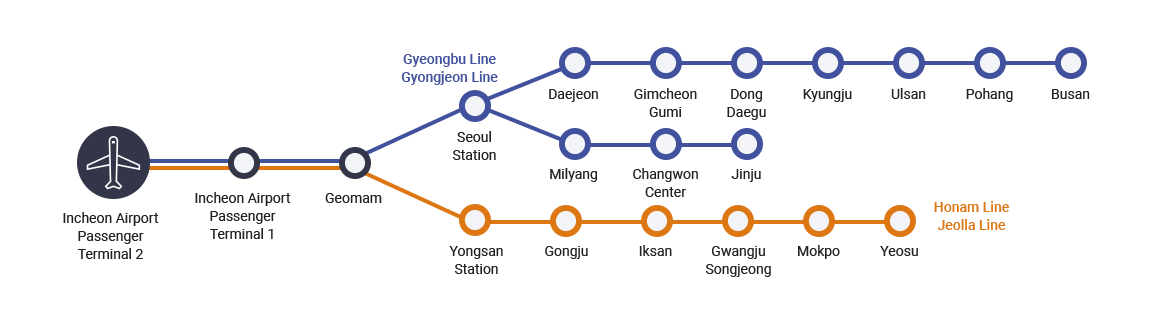 Gyeongbu Line
Gyongjeon Line
Daejeon
Gimcheon
Gumi
Dong
Daegu
Kyungju
Ulsan
Pohang
Busan
Seoul
Station
Milyang
Changwon
Center
Jinju
Incheon Airport
Passenger
Terminal 2
Incheon Airport
Passenger
Terminal 1
Geomam
Honam Line
Jeolla Line
Yongsan
Station
Gongju
Iksan
Gwangju
Songjeong
Mokpo
Yeosu